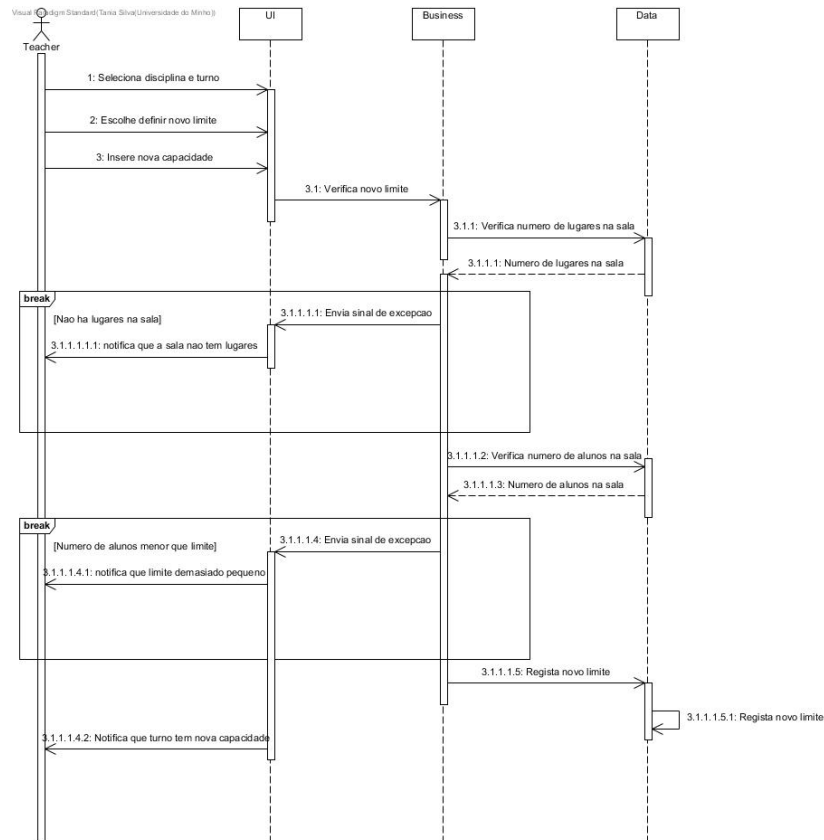 Visual Paradigm Standard(Tania Silva(Universidade do Minho))
Teacher
UI
Business
Data
1: Seleciona disciplina e turno
2: Escolhe definir novo limite
3: Insere nova capacidade
3.1: Verifica novo limite
3.1.1: Verifica numero de lugares na sala
3.1.1.1: Numero de lugares na sala
break
[Nao ha lugares na sala]
3.1.1.1.1: Envia sinal de excepcao
3.1.1.1.1.1: notifica que a sala nao tem lugares
3.1.1.1.2: Verifica numero de alunos na sala
3.1.1.1.3: Numero de alunos na sala
break
[Numero de alunos menor que limite]
3.1.1.1.4: Envia sinal de excepcao
3.1.1.1.4.1: notifica que limite demasiado pequeno
3.1.1.1.5: Regista novo limite
3.1.1.1.5.1: Regista novo limite
3.1.1.1.4.2: Notifica que turno tem nova capacidade